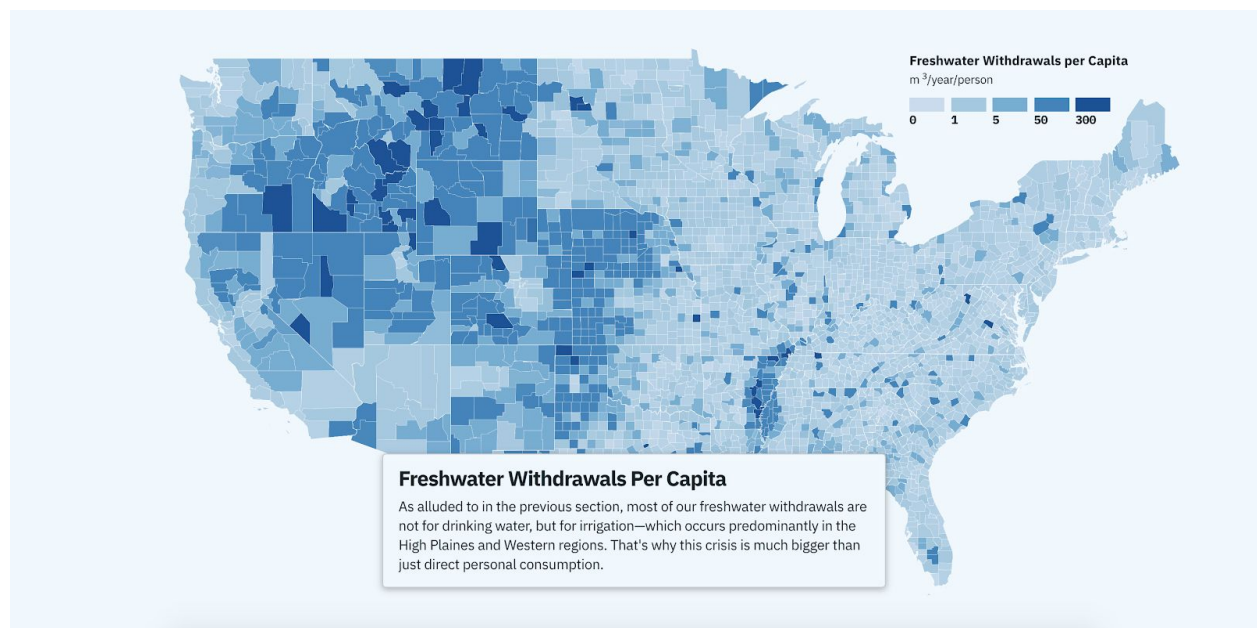 Freshwater Withdrawals per Capita
m ³/year/person
0 1 5 50 300
Freshwater Withdrawals Per Capita
As alluded to in the previous section, most of our freshwater withdrawals are
not for drinking water, but for irrigation—which occurs predominantly in the
High Plaines and Western regions. That's why this crisis is much bigger than
just direct personal consumption.